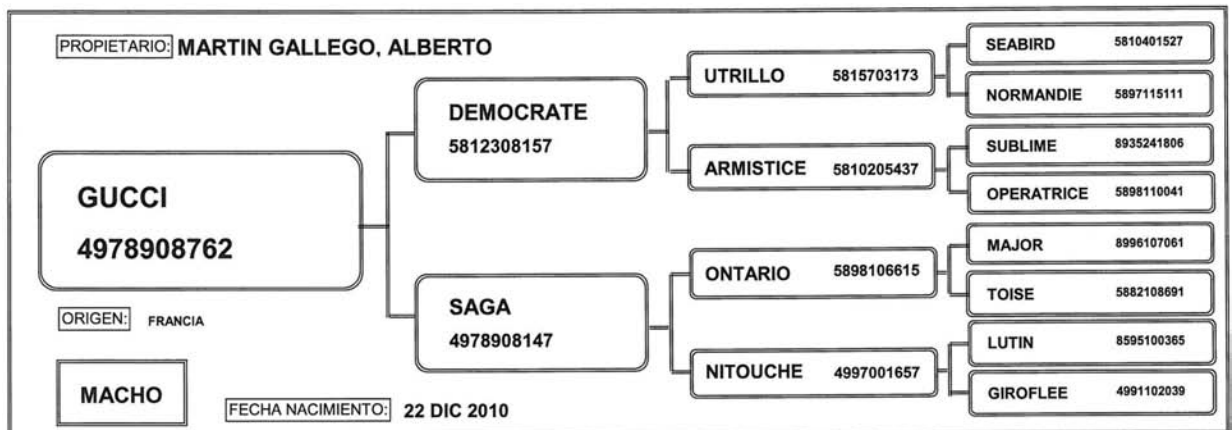 PROPIETARIO: MARTIN GALLEGO, ALBERTO
GUCCI
4978908762
ORIGEN: FRANCIA
MACHO
FECHA NACIMIENTO: 22 DIC 2010
DEMOCRATE
5812308157
SAGA
4978908147
UTRILLO 5815703173
ARMISTICE 5810205437
ONTARIO 5898106615
NITOUCHE 4997001657
SEABIRD 5810401527
NORMANDIE 5897115111
SUBLIME 8935241806
OPERATRICE 5898110041
MAJOR 8996107061
TOISE 5882108691
LUTIN 8595100365
GIROFLEE 4991102039